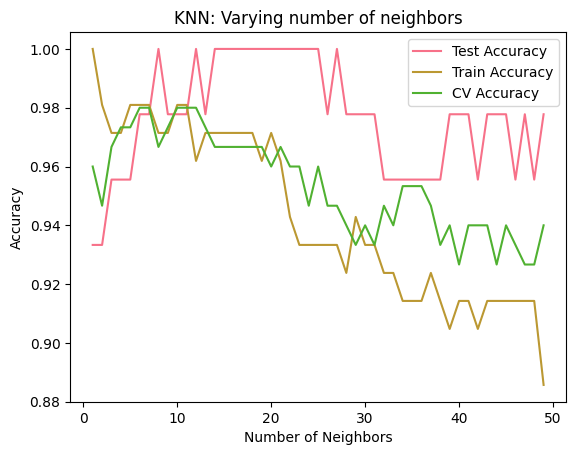 KNN: Varying number of neighbors
Test Accuracy
Train Accuracy
CV Accuracy
1.00
0.98
0.96
0.94
0.92
0.90
0.88
Accuracy
0
10
20
30
40
50
Number of Neighbors